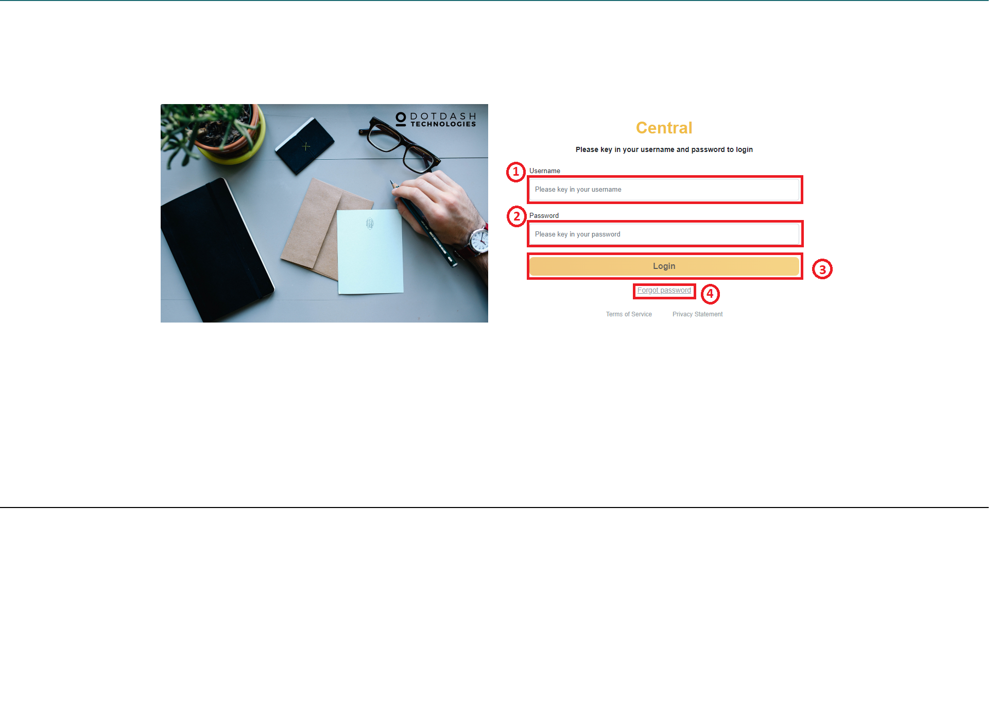 DOTDASH
TECHNOLOGIES
Central
Please key in your username and password to login
1 Username
Please key in your username
2 Password
Please key in your password
Login
3
Forgot password
4
Terms of Service Privacy Statement